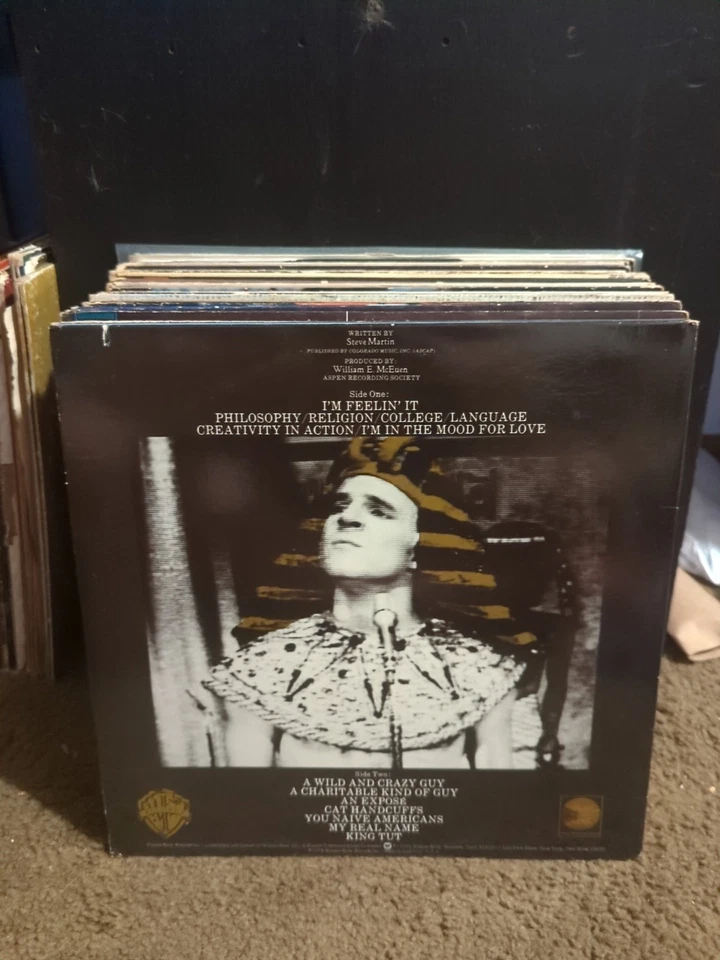 WRITTEN BY
Steve Martin
PUBLISHED BY COLORADO MUSIC, INC. (ASCAP)
PRODUCED BY:
William E. McEuen
ASPEN RECORDING SOCIETY
Side One:
I'M FEELIN' IT
PHILOSOPHY/RELIGION/COLLEGE/LANGUAGE
CREATIVITY IN ACTION/I'M IN THE MOOD FOR LOVE
Side Two:
A WILD AND CRAZY GUY
A CHARITABLE KIND OF GUY
AN EXPOSÉ
CAT HANDCUFFS
YOU NAIVE AMERICANS
MY REAL NAME
KING TUT